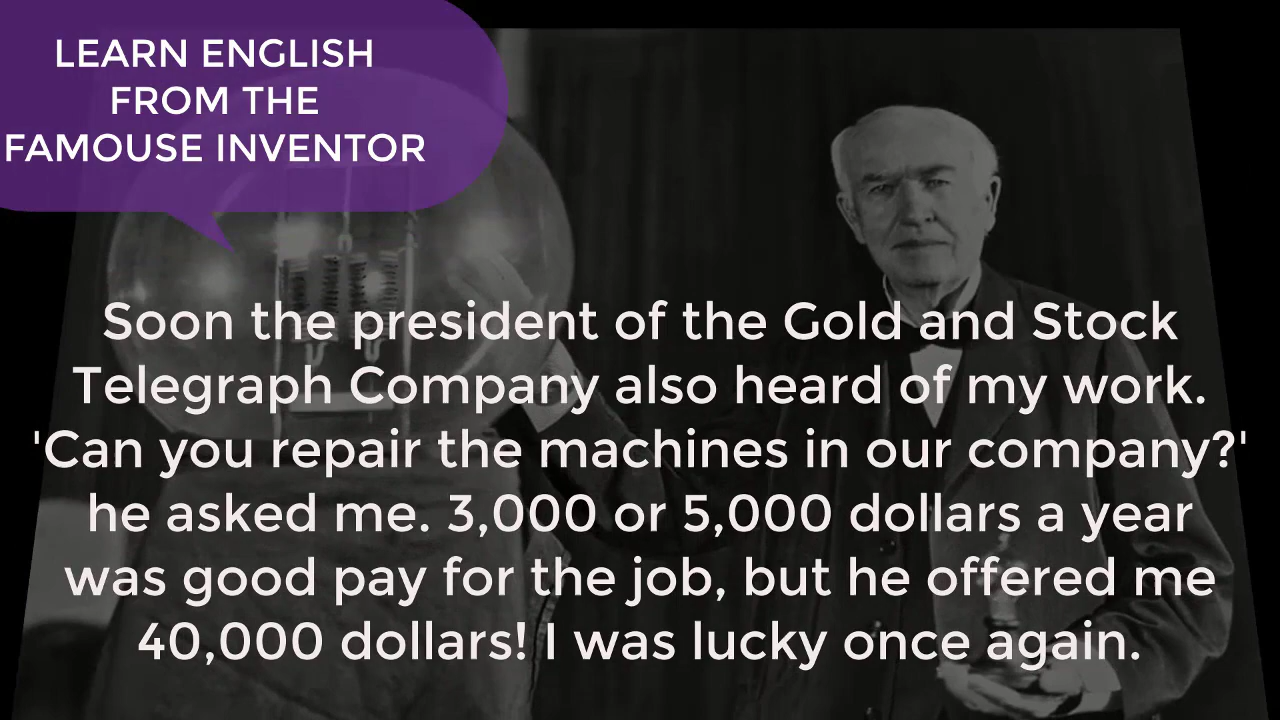 LEARN ENGLISH
FROM THE
FAMOUSE INVENTOR
Soon the president of the Gold and Stock
Telegraph Company also heard of my work.
'Can you repair the machines in our company?'
he asked me. 3,000 or 5,000 dollars a year
was good pay for the job, but he offered me
40,000 dollars! I was lucky once again.